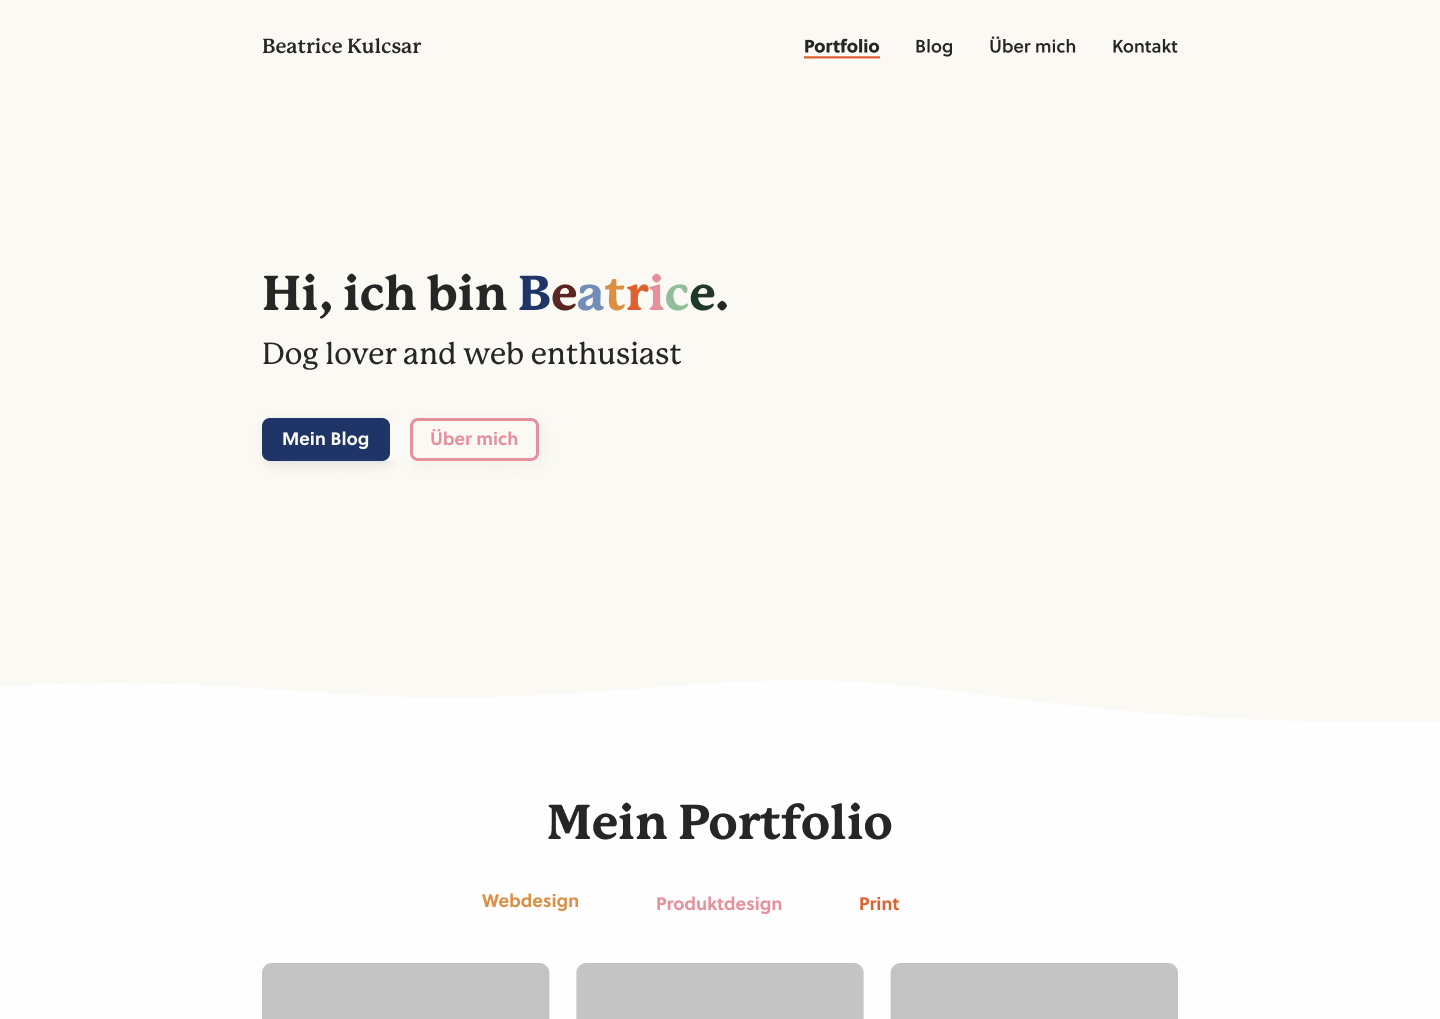 Beatrice Kulcsar
Portfolio Blog Über mich Kontakt
Hi, ich bin Beatrice.
Dog lover and web enthusiast
Mein Blog Über mich
Mein Portfolio
Webdesign Produktdesign Print